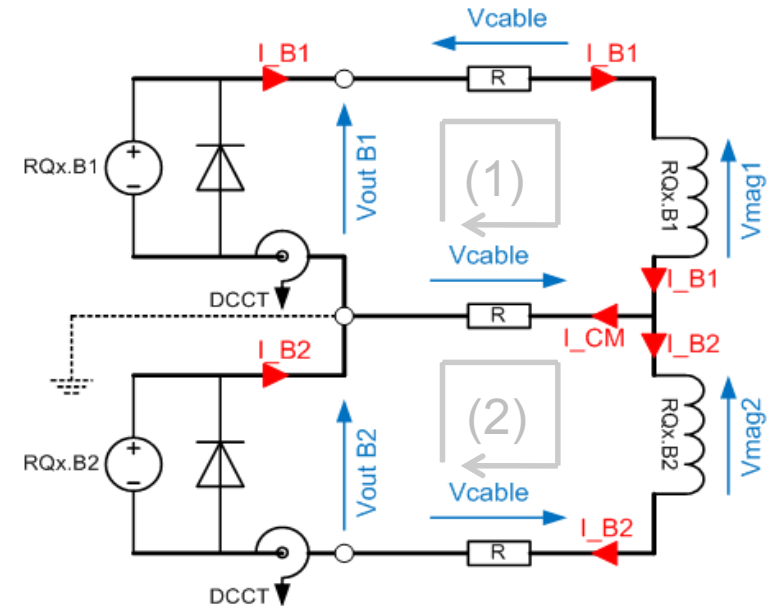 Vcable
I_B1
I_B1
R
RQx.B1
+
−
Vout B1
(1)
RQx.B1
Vmag1
Vcable
I_B1
DCCT
R
I_CM
I_B2
I_B2
RQx.B2
+
−
Vout B2
(2)
RQx.B2
Vmag2
Vcable
I_B2
R
DCCT